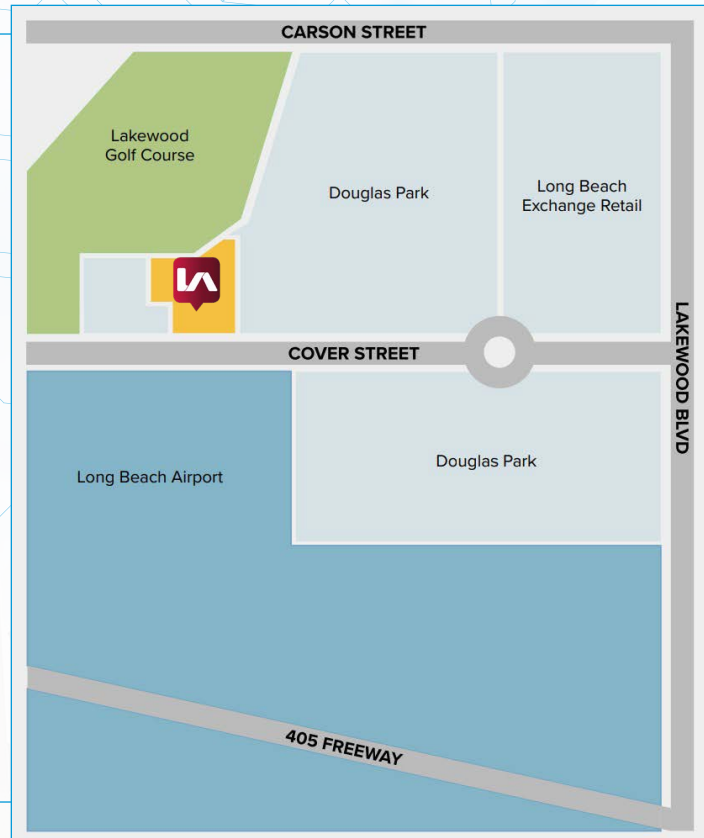 CARSON STREET
Lakewood
Golf Course
Douglas Park
Long Beach
Exchange Retail
LA
LAKEWOOD BLVD
COVER STREET
Long Beach Airport
Douglas Park
405 FREEWAY